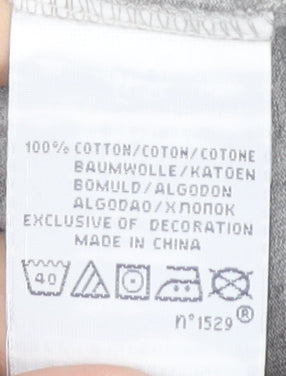 100% COTTON/COTON/COTONE
BAUMWOLLE/KATOEN
BOMULD/ALGODON
ALGODAO/ХЛОПОК
EXCLUSIVE OF DECORATION
MADE IN CHINA
40
n°1529®